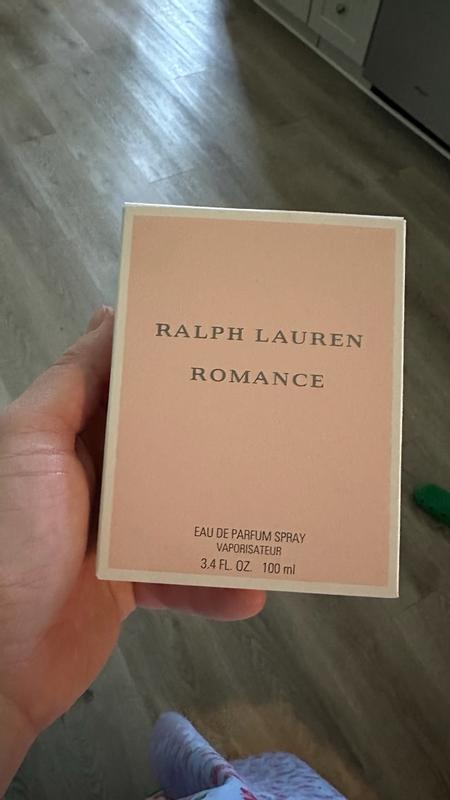 RALPH LAUREN
ROMANCE
EAU DE PARFUM SPRAY
VAPORISATEUR
3.4 FL. OZ. 100 ml